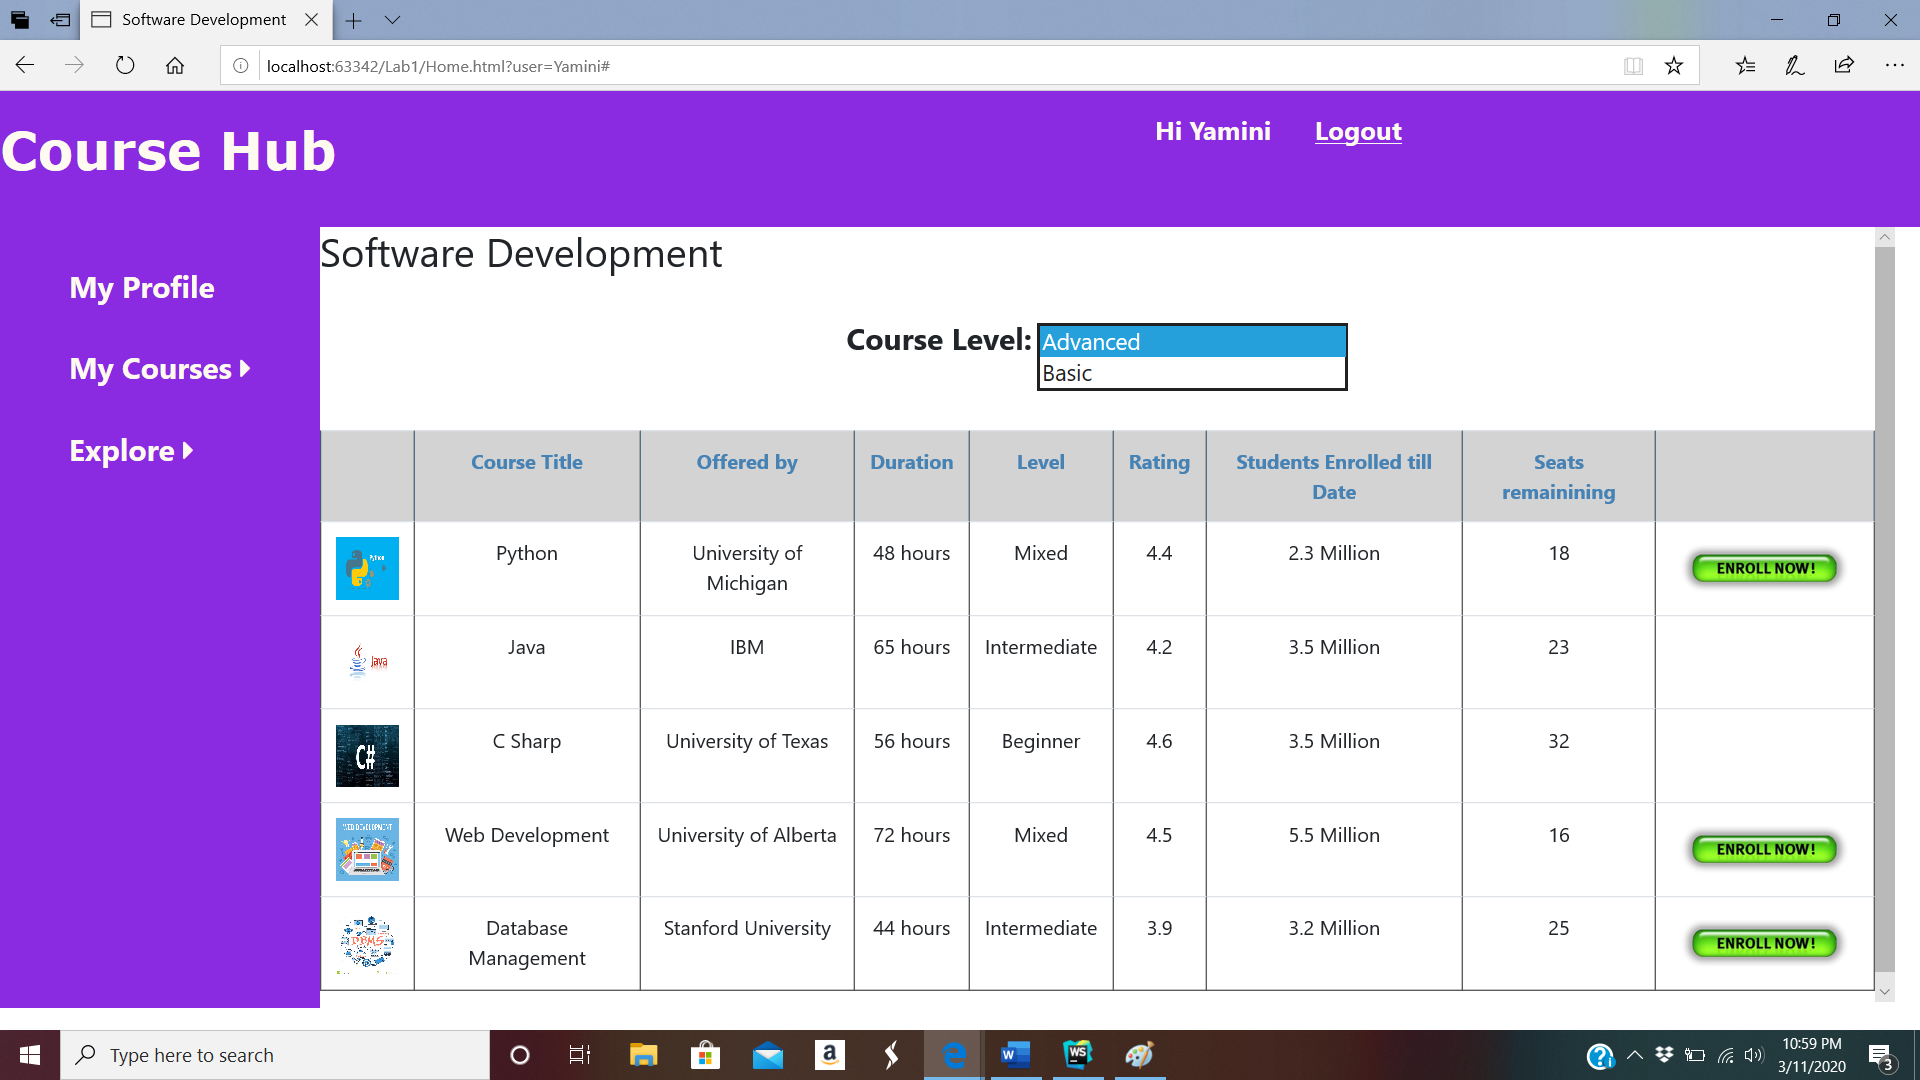 Software Development
localhost:63342/Lab1/Home.html?user=Yamini#
Course Hub
Hi Yamini Logout
My Profile
My Courses
Explore
Software Development
Course Level: Advanced
Basic
Course Title Offered by Duration Level Rating Students Enrolled till Date Seats remainining
Python University of Michigan 48 hours Mixed 4.4 2.3 Million 18 ENROLL NOW!
Java Java IBM 65 hours Intermediate 4.2 3.5 Million 23
C# C Sharp University of Texas 56 hours Beginner 4.6 3.5 Million 32
WEB DEVELOPMENT Web Development University of Alberta 72 hours Mixed 4.5 5.5 Million 16 ENROLL NOW!
DBMS Database Management Stanford University 44 hours Intermediate 3.9 3.2 Million 25 ENROLL NOW!
Type here to search
10:59 PM
3/11/2020
3